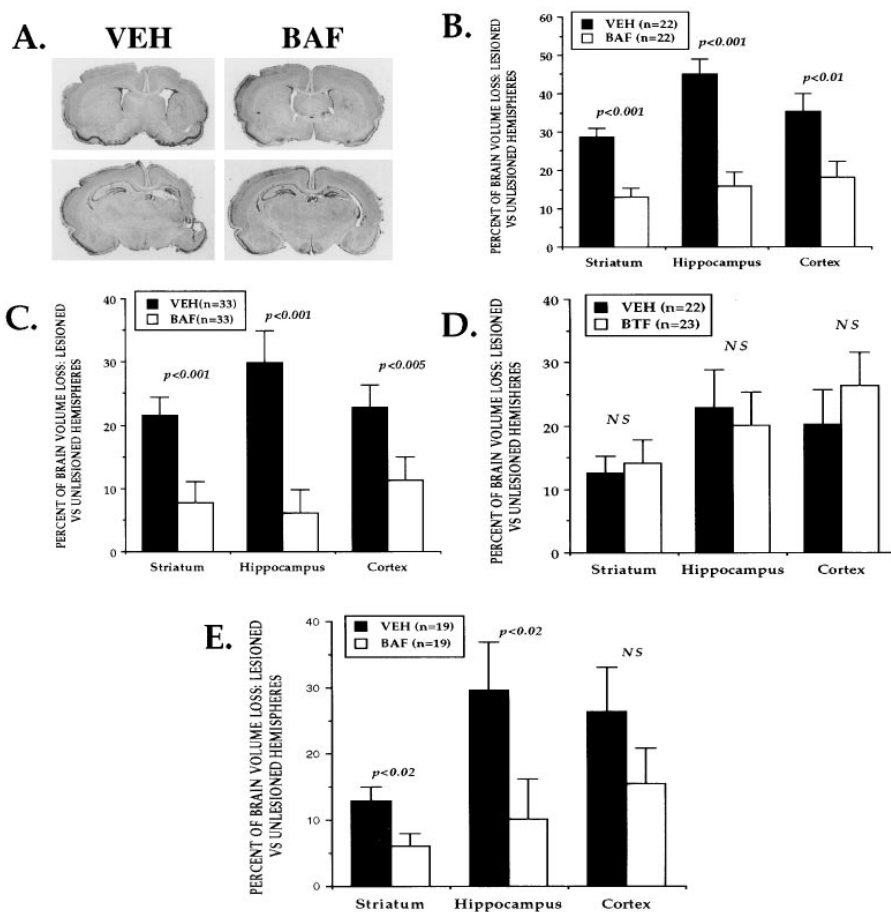 A.
VEH BAF
B.
VEH (n=22)
BAF (n=22)
PERCENT OF BRAIN VOLUME LOSS: LESIONED
VS UNLESIONED HEMISPHERES
60
50
40
30
20
10
0
p<0.001
p<0.001
p<0.01
Striatum Hippocampus Cortex
C.
VEH(n=33)
BAF(n=33)
PERCENT OF BRAIN VOLUME LOSS: LESIONED
VS UNLESIONED HEMISHERES
40
30
20
10
0
p<0.001
p<0.001
p<0.005
Striatum Hippocampus Cortex
D.
VEH (n=22)
BTF (n=23)
PERCENT OF BRAIN VOLUME LOSS: LESIONED
VS UNLESIONED HEMISPHERES
40
30
20
10
0
NS
NS
NS
Striatum Hippocampus Cortex
E.
VEH (n=19)
BAF (n=19)
PERCENT OF BRAIN VOLUME LOSS: LESIONED
VS UNLESIONED HEMISPHERES
40
30
20
10
0
p<0.02
p<0.02
NS
Striatum Hippocampus Cortex